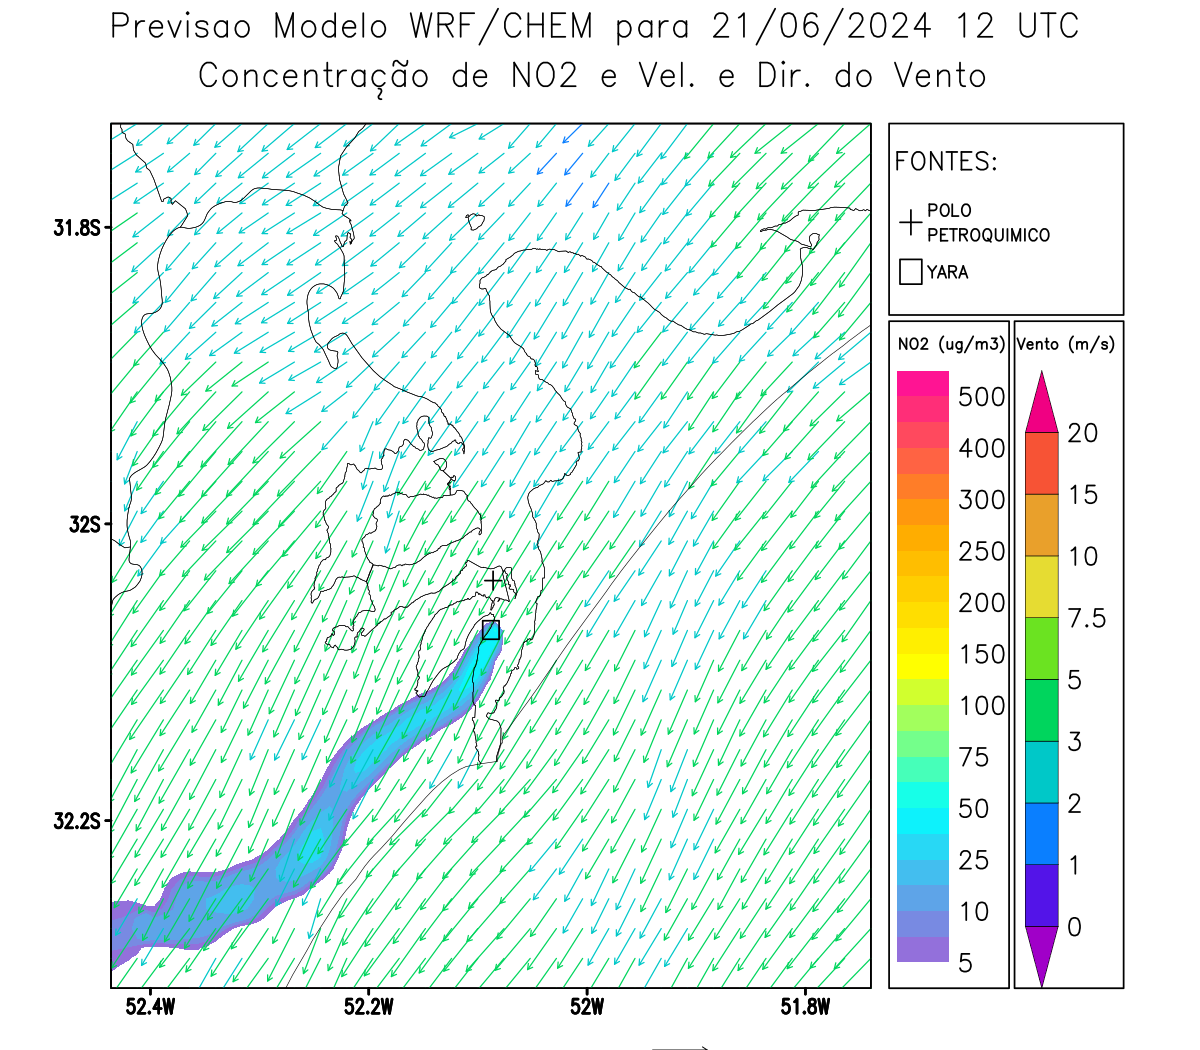 Previsao Modelo WRF/CHEM para 21/06/2024 12 UTC
Concentração de NO2 e Vel. e Dir. do Vento
FONTES:
POLO
PETROQUIMICO
YARA
NO2 (ug/m3)
500
400
300
250
200
150
100
75
50
25
10
5
Vento (m/s)
20
15
10
7.5
5
3
2
1
0
31.8S
32S
32.2S
52.4W
52.2W
52W
51.8W